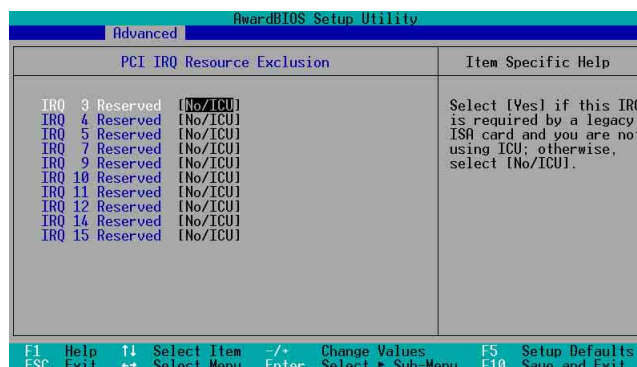 AwardBIOS Setup Utility
Advanced
PCI IRQ Resource Exclusion
Item Specific Help
IRQ 3 Reserved [No/ICU]
IRQ 4 Reserved [No/ICU]
IRQ 5 Reserved [No/ICU]
IRQ 7 Reserved [No/ICU]
IRQ 9 Reserved [No/ICU]
IRQ 10 Reserved [No/ICU]
IRQ 11 Reserved [No/ICU]
IRQ 12 Reserved [No/ICU]
IRQ 14 Reserved [No/ICU]
IRQ 15 Reserved [No/ICU]
Select [Yes] if this IRQ
is required by a legacy
ISA card and you are not
using ICU; otherwise,
select [No/ICU].
F1 Help ↑↓ Select Item -/+ Change Values F5 Setup Defaults
ESC Exit ←→ Select Menu Enter Select ► Sub-Menu F10 Save and Exit